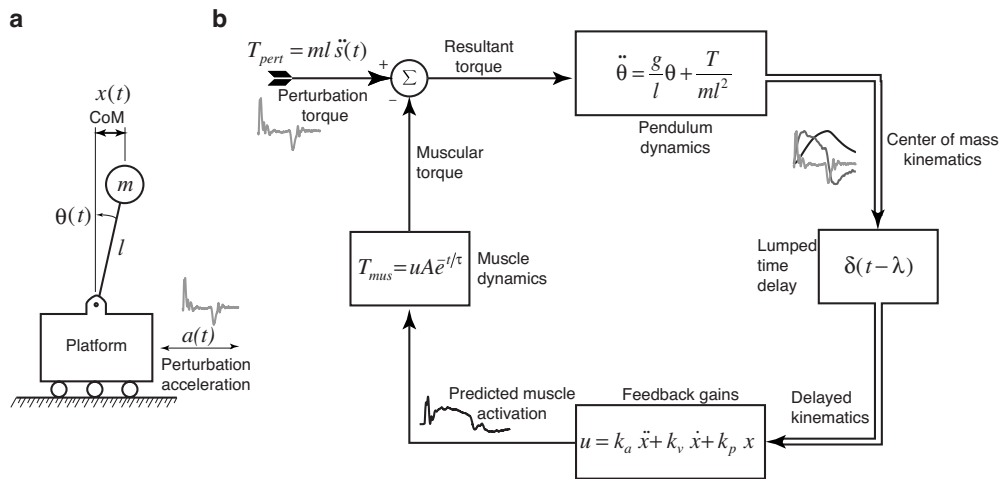 a
x(t)
CoM
m
θ(t)
l
Platform
a(t)
Perturbation
acceleration
b
T_pert = ml s̈(t)
Perturbation
torque
+
Σ
−
Resultant
torque
θ̈ = g/l θ + T/ml²
Pendulum
dynamics
Center of mass
kinematics
Lumped
time
delay
δ(t−λ)
Delayed
kinematics
Feedback gains
u = k_a ẍ + k_v ẋ + k_p x
Predicted muscle
activation
T_mus = uAe^−t/τ
Muscle
dynamics
Muscular
torque